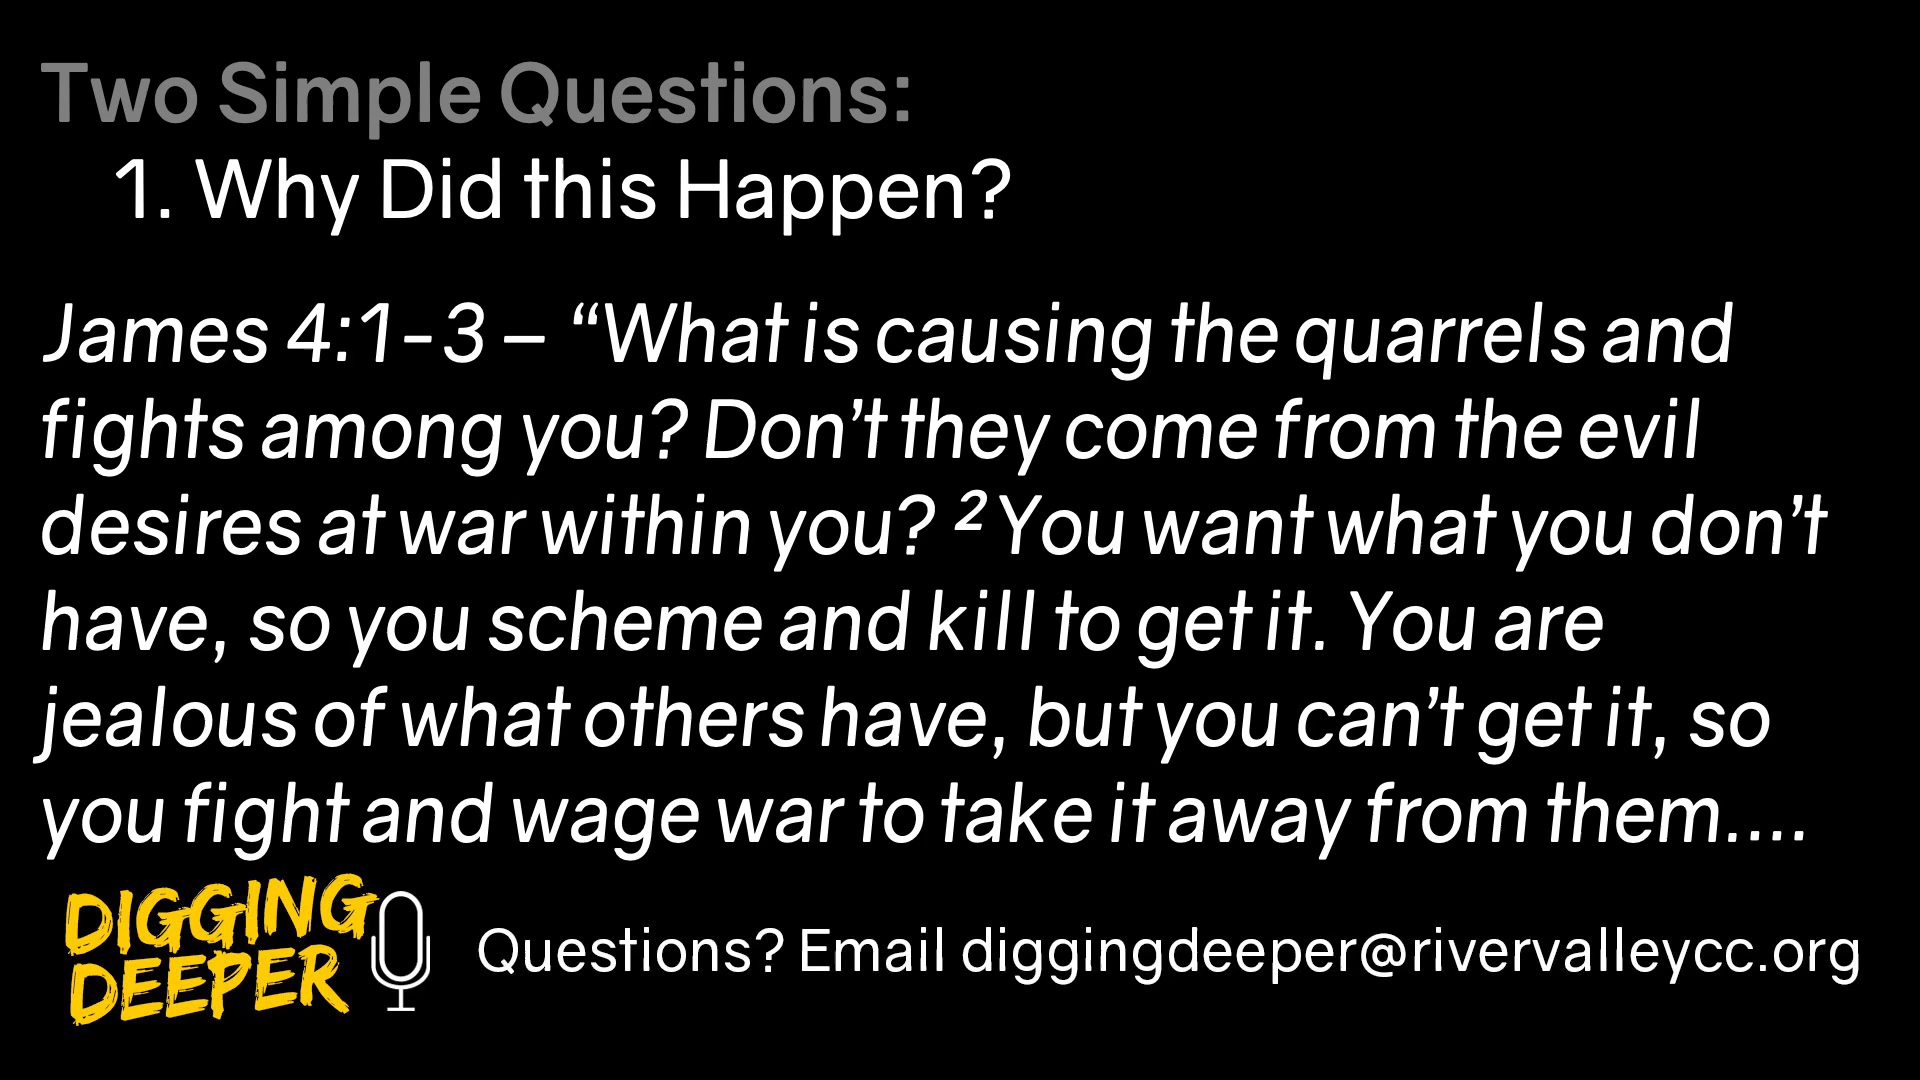 Two Simple Questions:
1. Why Did this Happen?
James 4:1-3 – “What is causing the quarrels and
fights among you? Don’t they come from the evil
desires at war within you? ² You want what you don’t
have, so you scheme and kill to get it. You are
jealous of what others have, but you can’t get it, so
you fight and wage war to take it away from them….
DIGGING
DEEPER
Questions? Email diggingdeeper@rivervalleycc.org